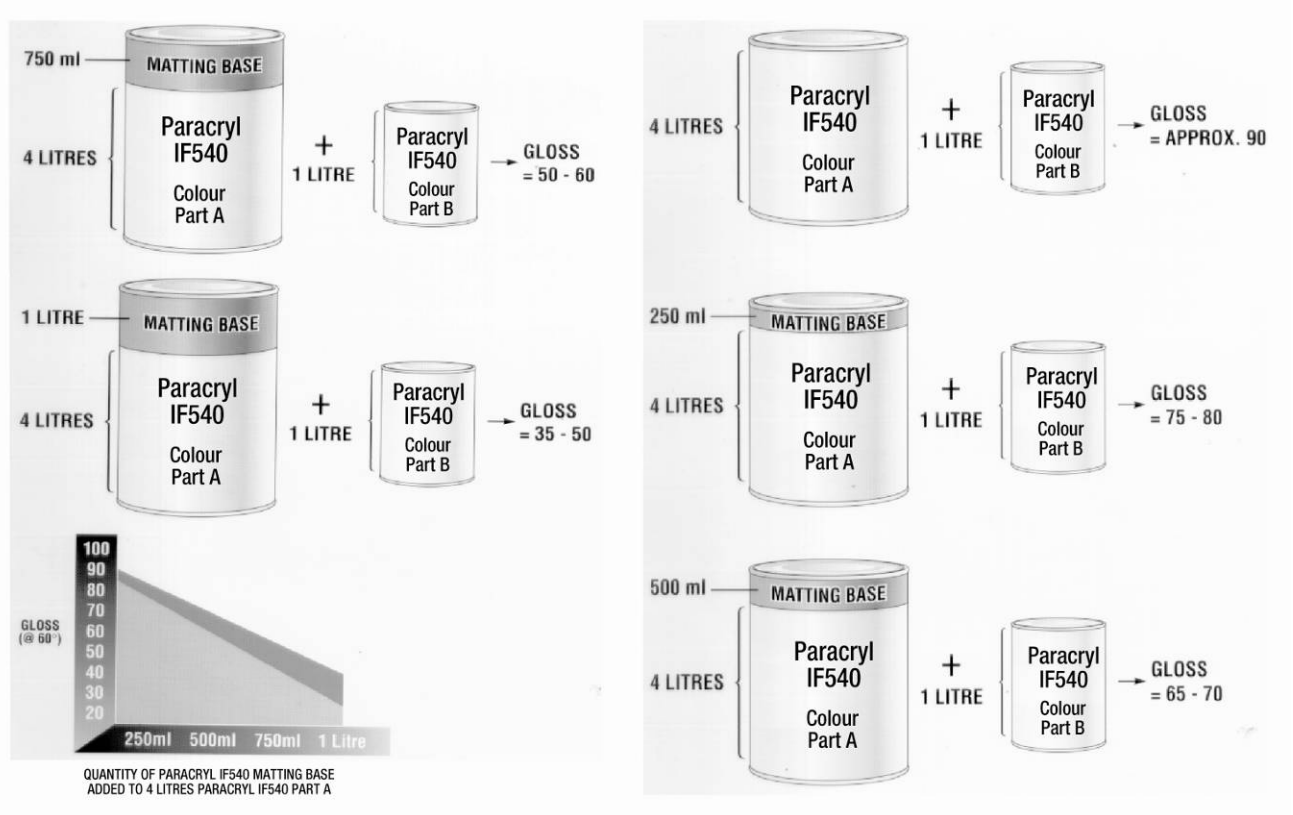 750 ml
MATTING BASE
Paracryl
IF540
Colour
Part A
4 LITRES
+
1 LITRE
Paracryl
IF540
Colour
Part B
GLOSS
= 50 - 60
1 LITRE
MATTING BASE
Paracryl
IF540
Colour
Part A
4 LITRES
+
1 LITRE
Paracryl
IF540
Colour
Part B
GLOSS
= 35 - 50
GLOSS
(@ 60°)
100
90
80
70
60
50
40
30
20
250ml 500ml 750ml 1 Litre
QUANTITY OF PARACRYL IF540 MATTING BASE
ADDED TO 4 LITRES PARACRYL IF540 PART A
4 LITRES
Paracryl
IF540
Colour
Part A
+
1 LITRE
Paracryl
IF540
Colour
Part B
GLOSS
= APPROX. 90
250 ml
MATTING BASE
4 LITRES
Paracryl
IF540
Colour
Part A
+
1 LITRE
Paracryl
IF540
Colour
Part B
GLOSS
= 75 - 80
500 ml
MATTING BASE
4 LITRES
Paracryl
IF540
Colour
Part A
+
1 LITRE
Paracryl
IF540
Colour
Part B
GLOSS
= 65 - 70